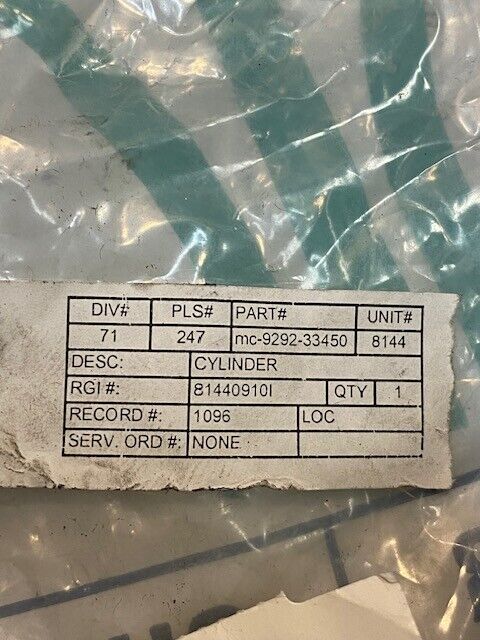 DIV# PLS# PART# UNIT#
71 247 mc-9292-33450 8144
DESC: CYLINDER
RGI #: 81440910I QTY 1
RECORD #: 1096 LOC
SERV. ORD #: NONE